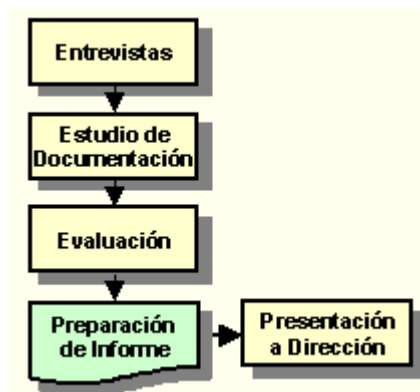 Entrevistas
Estudio de
Documentación
Evaluación
Preparación
de Informe
Presentación
a Dirección